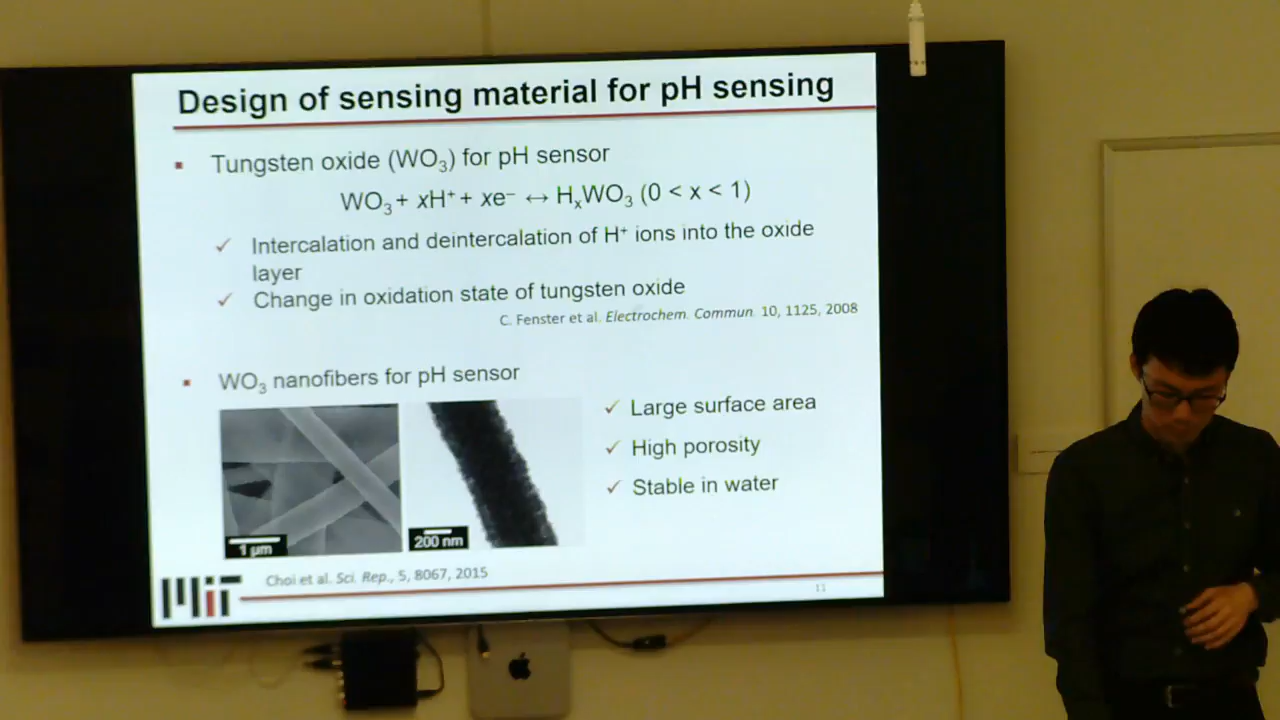 Design of sensing material for pH sensing
Tungsten oxide (WO₃) for pH sensor
WO₃ + xH⁺ + xe⁻ ↔ HₓWO₃ (0 < x < 1)
Intercalation and deintercalation of H⁺ ions into the oxide
layer
Change in oxidation state of tungsten oxide
C. Fenster et al. Electrochem. Commun. 10, 1125, 2008
WO₃ nanofibers for pH sensor
Large surface area
High porosity
Stable in water
1 μm
200 nm
Choi et al. Sci. Rep., 5, 8067, 2015
MIT
11